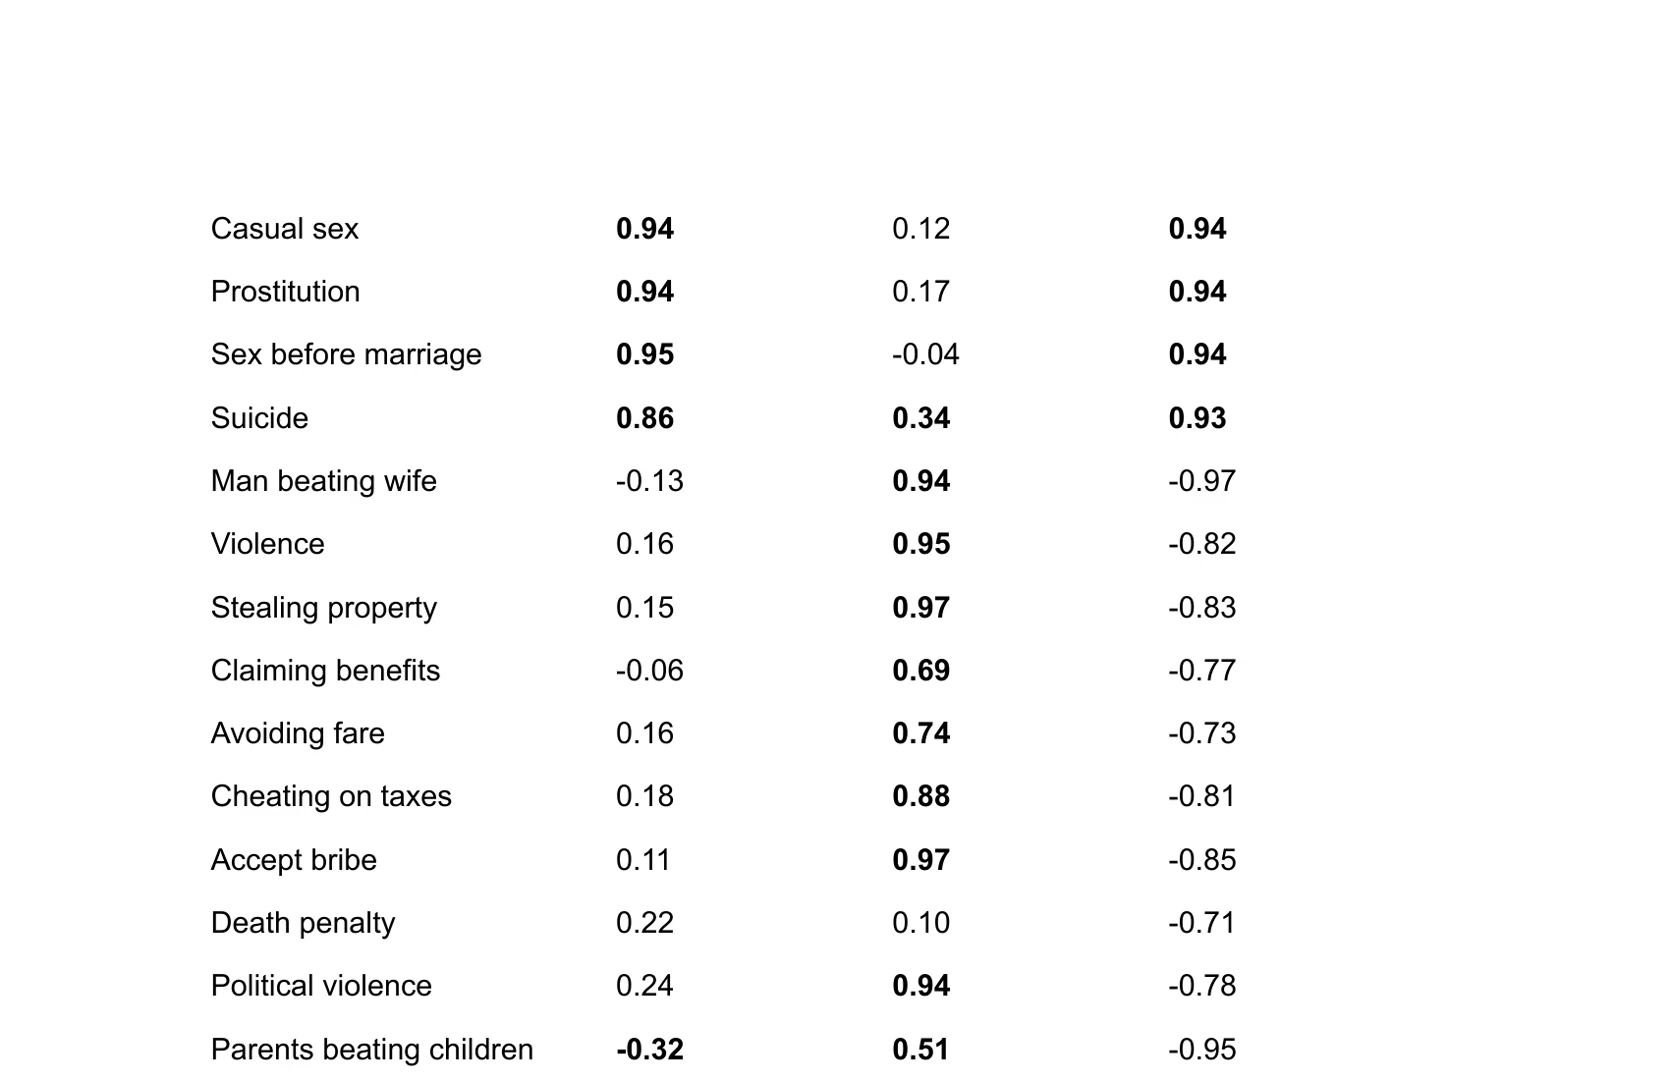 Casual sex 0.94 0.12 0.94
Prostitution 0.94 0.17 0.94
Sex before marriage 0.95 -0.04 0.94
Suicide 0.86 0.34 0.93
Man beating wife -0.13 0.94 -0.97
Violence 0.16 0.95 -0.82
Stealing property 0.15 0.97 -0.83
Claiming benefits -0.06 0.69 -0.77
Avoiding fare 0.16 0.74 -0.73
Cheating on taxes 0.18 0.88 -0.81
Accept bribe 0.11 0.97 -0.85
Death penalty 0.22 0.10 -0.71
Political violence 0.24 0.94 -0.78
Parents beating children -0.32 0.51 -0.95